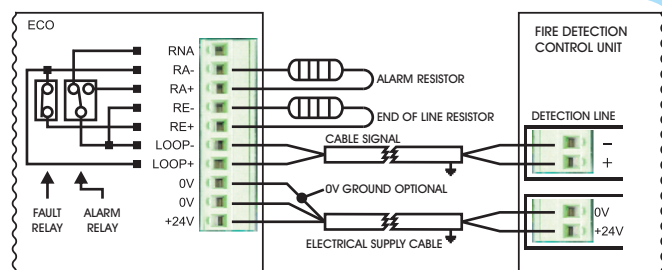 ECO
FIRE DETECTION
CONTROL UNIT
RNA
RA-
RA+
RE-
RE+
LOOP-
LOOP+
0V
0V
+24V
ALARM RESISTOR
END OF LINE RESISTOR
CABLE SIGNAL
DETECTION LINE
-
+
0V GROUND OPTIONAL
0V
+24V
ELECTRICAL SUPPLY CABLE
FAULT
RELAY
ALARM
RELAY